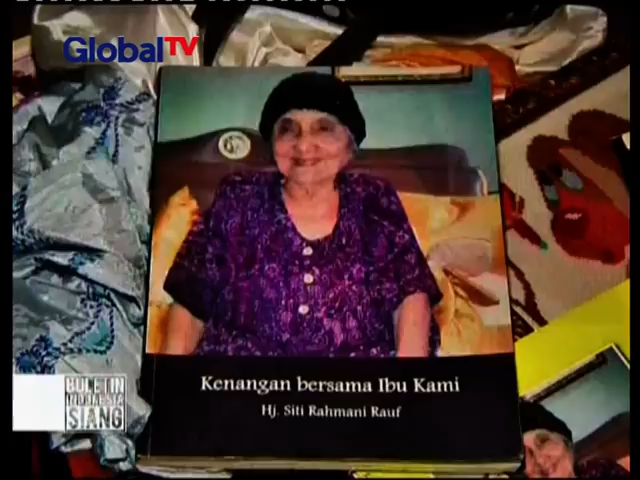 GlobalTV
Kenangan bersama Ibu Kami
Hj. Siti Rahmani Rauf
BULETIN
INDONESIA
SIANG